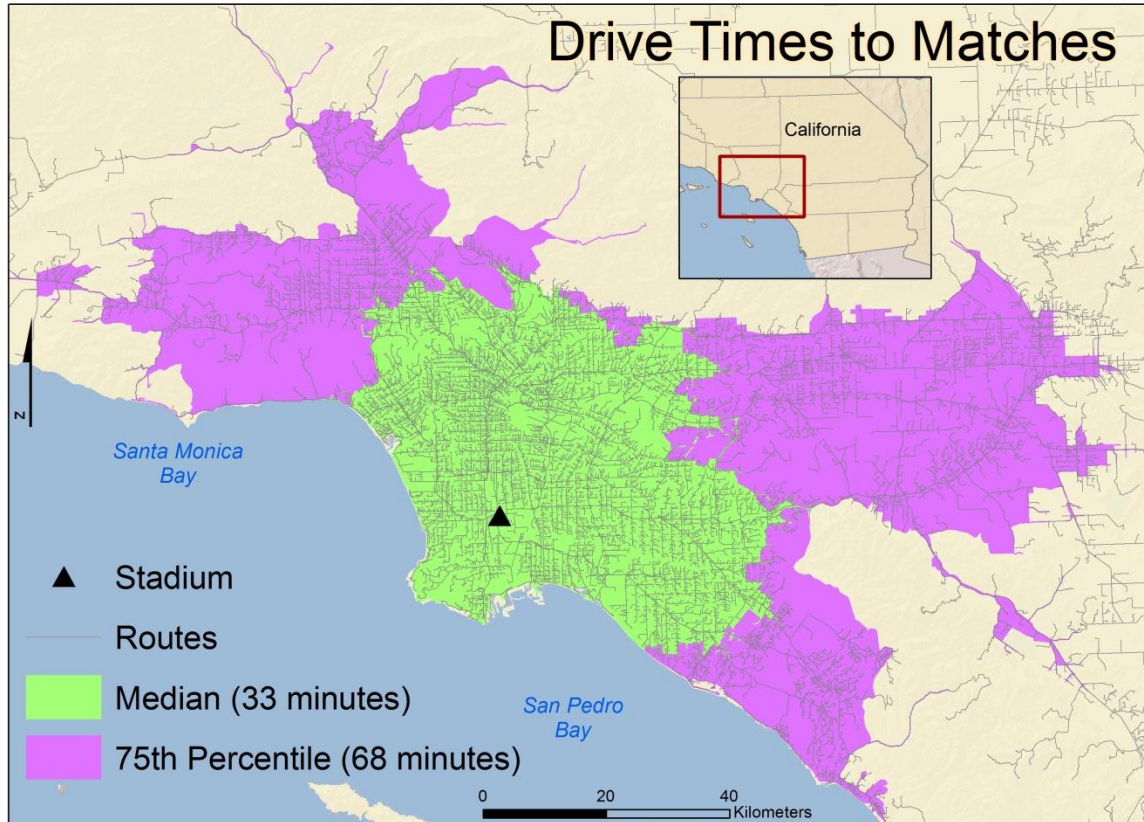 Drive Times to Matches
California
N
Santa Monica
Bay
Stadium
Routes
Median (33 minutes)
75th Percentile (68 minutes)
San Pedro
Bay
0 20 40
Kilometers